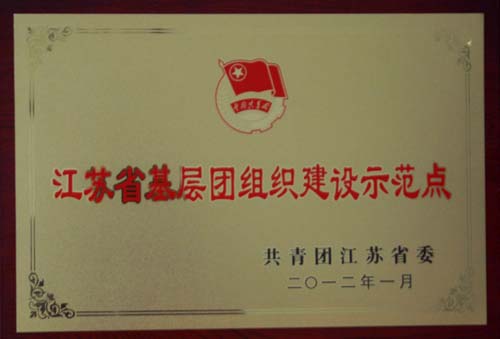 中国共青团
江苏省基层团组织建设示范点
共青团江苏省委
二〇一二年一月